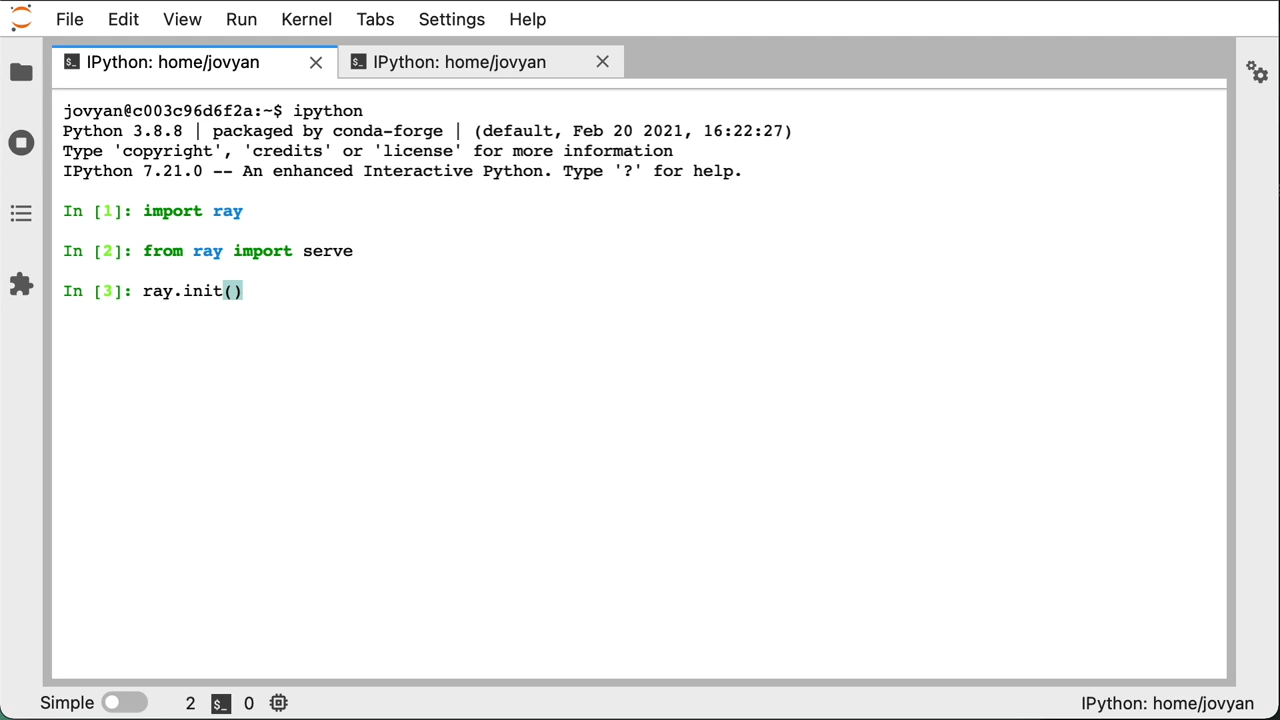 File Edit View Run Kernel Tabs Settings Help
IPython: home/jovyan IPython: home/jovyan
jovyan@c003c96d6f2a:~$ ipython
Python 3.8.8 | packaged by conda-forge | (default, Feb 20 2021, 16:22:27)
Type 'copyright', 'credits' or 'license' for more information
IPython 7.21.0 -- An enhanced Interactive Python. Type '?' for help.
In [1]: import ray
In [2]: from ray import serve
In [3]: ray.init()
Simple 2 $_ 0 IPython: home/jovyan